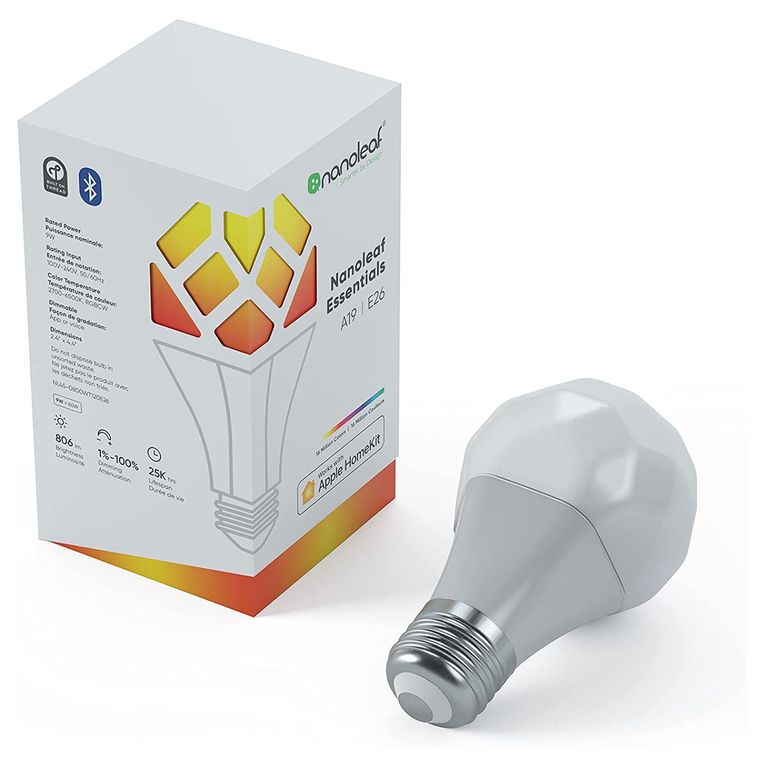 BUILT ON
THREAD
Rated Power
Puissance nominale:
9W
Rating Input
Entrée de notation:
100V-240V, 50/60Hz
Color Temperature
Température de couleur:
2700-6500K, RGBCW
Dimmable
Façon de gradation:
App or voice
Dimensions
2.4" x 4.4"
Do not dispose bulb in
unsorted waste.
Ne jetez pas le produit avec
les déchets non triés.
NL45-0800WT120E26
9W = 60W
806 lm
Brightness
Luminosité
1%-100%
Dimming
Atténuation
25K hrs
Lifespan
Durée de vie
nanoleaf®
Smarter by Design
Nanoleaf
Essentials
A19 | E26
16 Million Colors | 16 Million Couleurs
Works with
Apple HomeKit